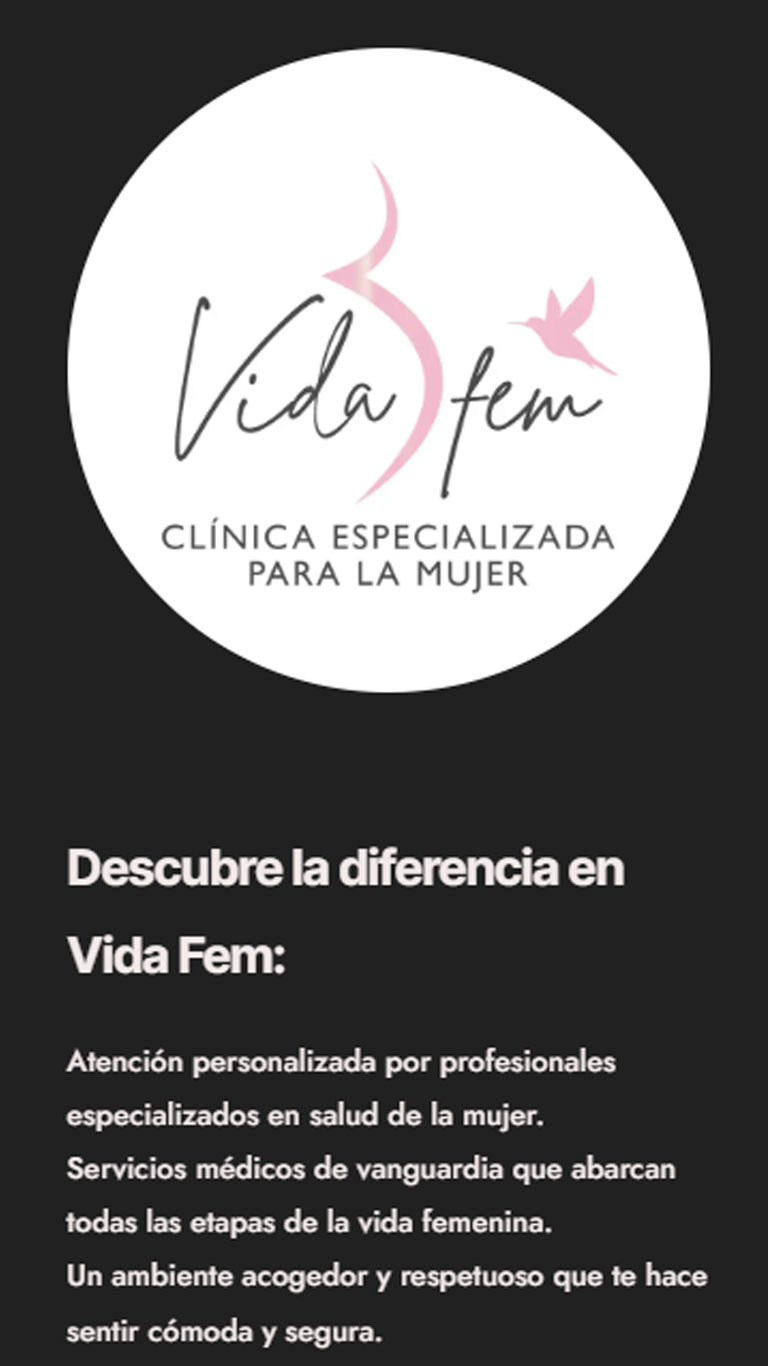 Vida fem
CLÍNICA ESPECIALIZADA
PARA LA MUJER
Descubre la diferencia en
Vida Fem:
Atención personalizada por profesionales
especializados en salud de la mujer.
Servicios médicos de vanguardia que abarcan
todas las etapas de la vida femenina.
Un ambiente acogedor y respetuoso que te hace
sentir cómoda y segura.